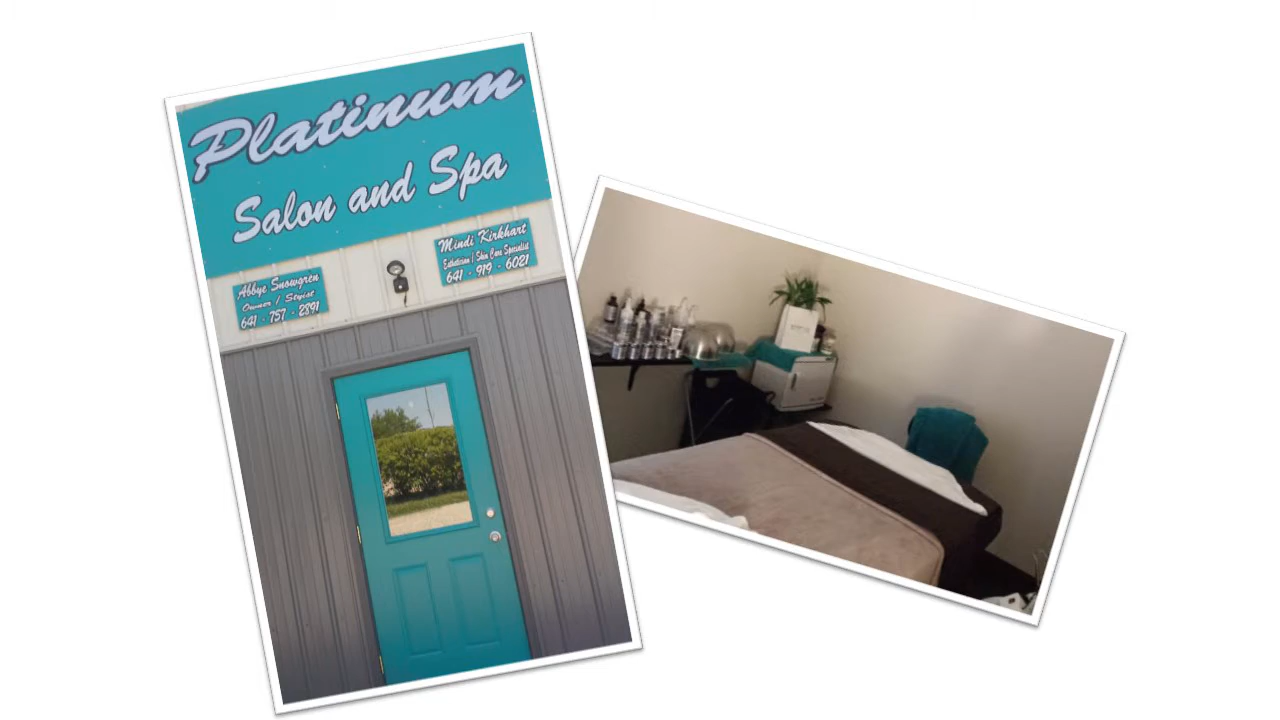 Platinum
Salon and Spa
Abbye Snowgren
Owner / Stylist
641 - 757 - 2891
Mindi Kirkhart
Esthetician / Skin Care Specialist
641 - 919 - 6021